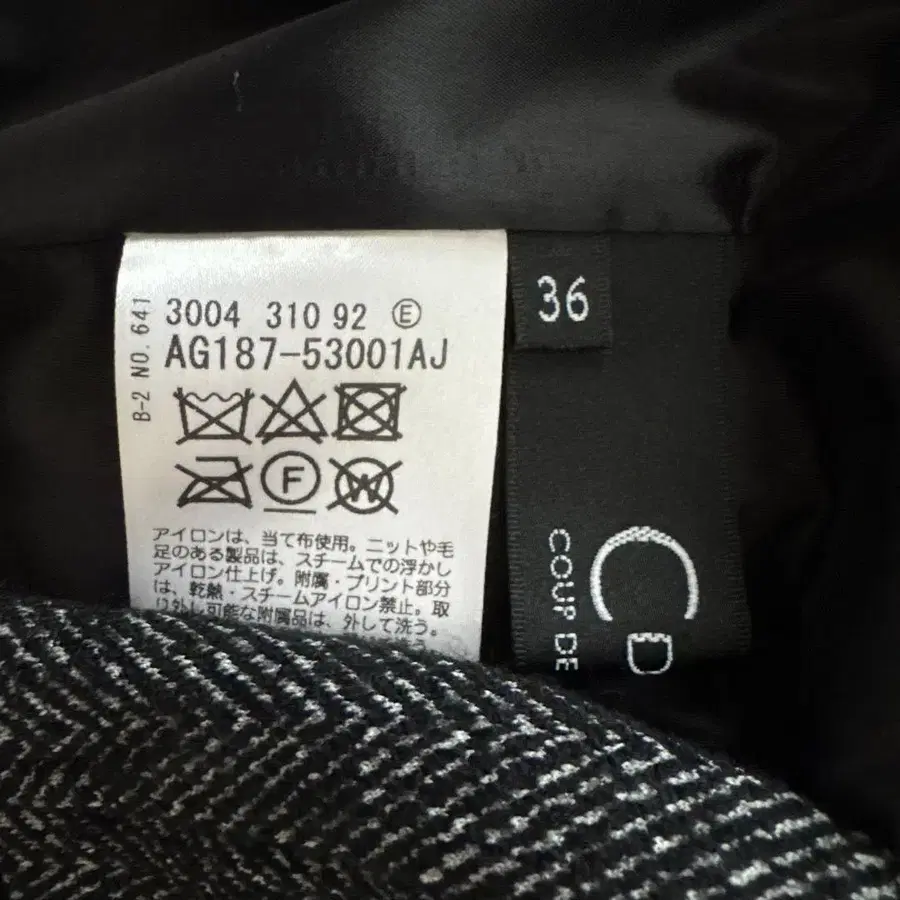 B-2 NO. 641
3004 310 92 Ⓔ
AG187-53001AJ
F
W
アイロンは、当て布使用。ニットや毛
足のある製品は、スチームでの浮かし
アイロン仕上げ。附属・プリント部分
は、乾熱・スチームアイロン禁止。取
り外し可能な附属品は、外して洗う。
36
CD
COUP DE